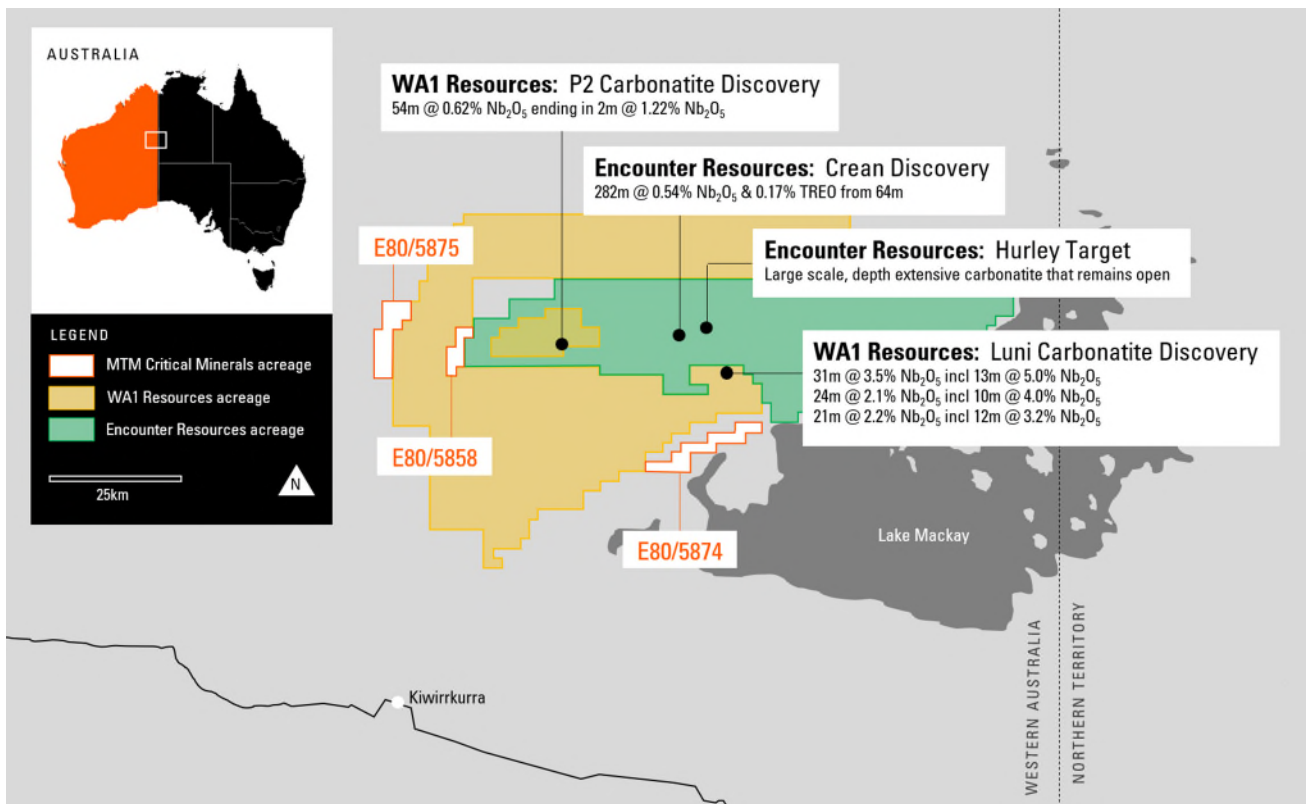 AUSTRALIA
WA1 Resources: P2 Carbonatite Discovery
54m @ 0.62% Nb₂O₅ ending in 2m @ 1.22% Nb₂O₅
Encounter Resources: Crean Discovery
282m @ 0.54% Nb₂O₅ & 0.17% TREO from 64m
E80/5875
Encounter Resources: Hurley Target
Large scale, depth extensive carbonatite that remains open
LEGEND
MTM Critical Minerals acreage
WA1 Resources acreage
Encounter Resources acreage
25km
N
WA1 Resources: Luni Carbonatite Discovery
31m @ 3.5% Nb₂O₅ incl 13m @ 5.0% Nb₂O₅
24m @ 2.1% Nb₂O₅ incl 10m @ 4.0% Nb₂O₅
21m @ 2.2% Nb₂O₅ incl 12m @ 3.2% Nb₂O₅
E80/5858
E80/5874
Lake Mackay
WESTERN AUSTRALIA
NORTHERN TERRITORY
Kiwirrkurra